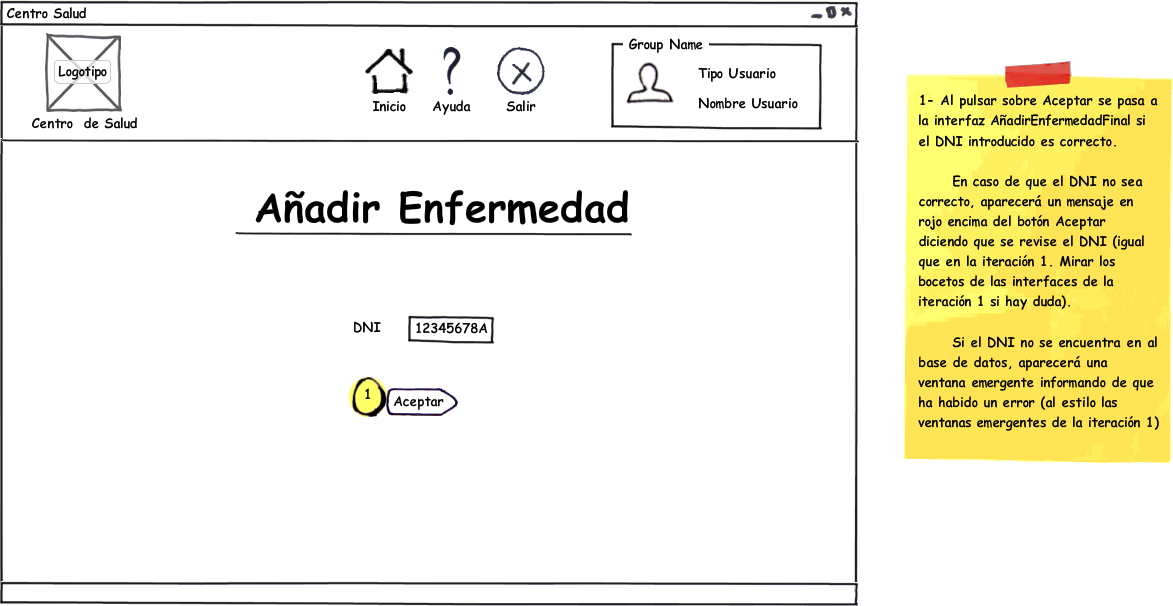 Centro Salud
Logotipo
Centro de Salud
Inicio
Ayuda
Salir
Group Name
Tipo Usuario
Nombre Usuario
Añadir Enfermedad
DNI
12345678A
1
Aceptar
1- Al pulsar sobre Aceptar se pasa a
la interfaz AñadirEnfermedadFinal si
el DNI introducido es correcto.
En caso de que el DNI no sea
correcto, aparecerá un mensaje en
rojo encima del botón Aceptar
diciendo que se revise el DNI (igual
que en la iteración 1. Mirar los
bocetos de las interfaces de la
iteración 1 si hay duda).
Si el DNI no se encuentra en al
base de datos, aparecerá una
ventana emergente informando de que
ha habido un error (al estilo las
ventanas emergentes de la iteración 1)